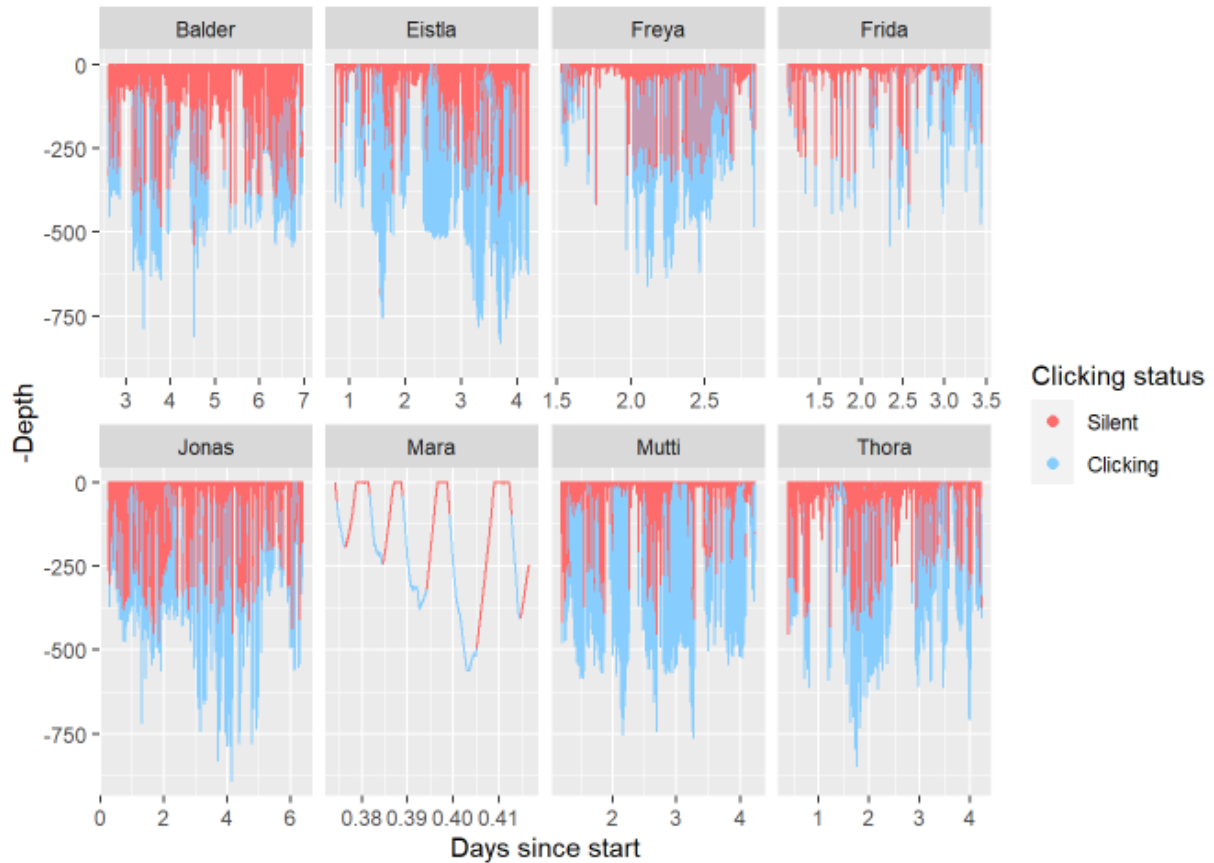 Balder Eistla Freya Frida
0
-250
-500
-750
3 4 5 6 7 1 2 3 4 1.5 2.0 2.5 1.5 2.0 2.5 3.0 3.5
-Depth
Clicking status
Silent
Clicking
Jonas Mara Mutti Thora
0
-250
-500
-750
0 2 4 6 0.38 0.39 0.40 0.41 2 3 4 1 2 3 4
Days since start